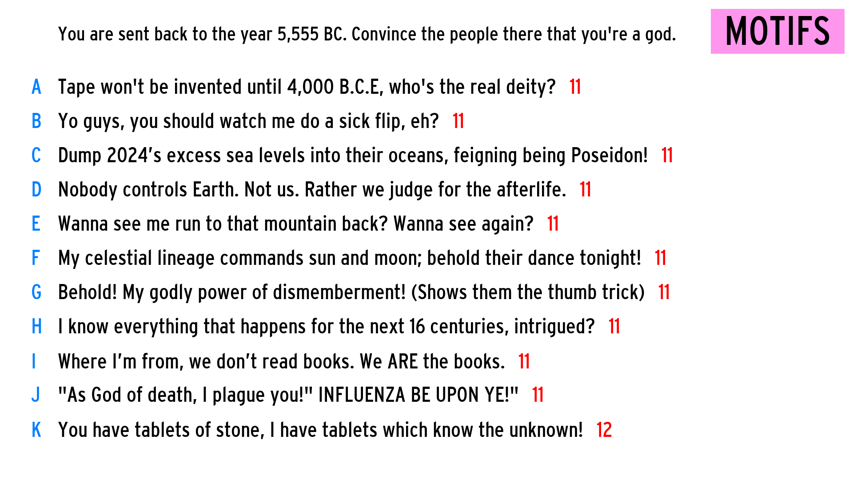 You are sent back to the year 5,555 BC. Convince the people there that you're a god.
MOTIFS
A Tape won't be invented until 4,000 B.C.E, who's the real deity? 11
B Yo guys, you should watch me do a sick flip, eh? 11
C Dump 2024’s excess sea levels into their oceans, feigning being Poseidon! 11
D Nobody controls Earth. Not us. Rather we judge for the afterlife. 11
E Wanna see me run to that mountain back? Wanna see again? 11
F My celestial lineage commands sun and moon; behold their dance tonight! 11
G Behold! My godly power of dismemberment! (Shows them the thumb trick) 11
H I know everything that happens for the next 16 centuries, intrigued? 11
I Where I’m from, we don’t read books. We ARE the books. 11
J "As God of death, I plague you!" INFLUENZA BE UPON YE!" 11
K You have tablets of stone, I have tablets which know the unknown! 12